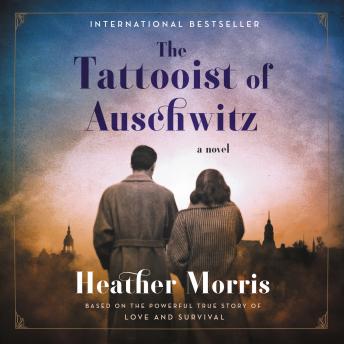 INTERNATIONAL BESTSELLER
The
Tattooist of
Auschwitz
a novel
Heather Morris
BASED ON THE POWERFUL TRUE STORY OF
LOVE AND SURVIVAL